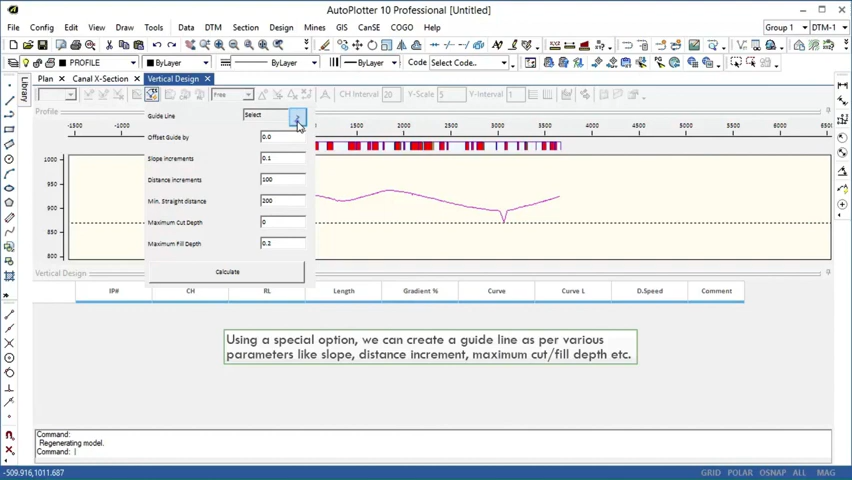 AutoPlotter 10 Professional - [Untitled]
File Config Edit View Draw Data DTM Section Design Mines GIS CanSE COGO Tools Help Group 1 DTM-1
PROFILE ByLayer ByLayer ByLayer Code Select Code..
Plan × Canal X-Section × Vertical Design ×
Library
Free CH Interval 20 Y-Scale 5 Y-Interval 1
Profile
Guide Line Select
-1500 -1000 1000 1500 2000 2500 3000 3500 4000 4500 5000 5500 6000 650
Offset Guide by 0.0
1000
Slope increments 0.1
950
Distance increments 100
900
Min. Straight distance 200
850
Maximum Cut Depth 0
Maximum Fill Depth 0.2
800
Calculate
Vertical Design
IP# CH RL Length Gradient % Curve Curve L D.Speed Comment
Using a special option, we can create a guide line as per various
parameters like slope, distance increment, maximum cut/fill depth etc.
Command:
Regenerating model.
Command:
-509.916,1011.687 GRID POLAR OSNAP ALL MAG